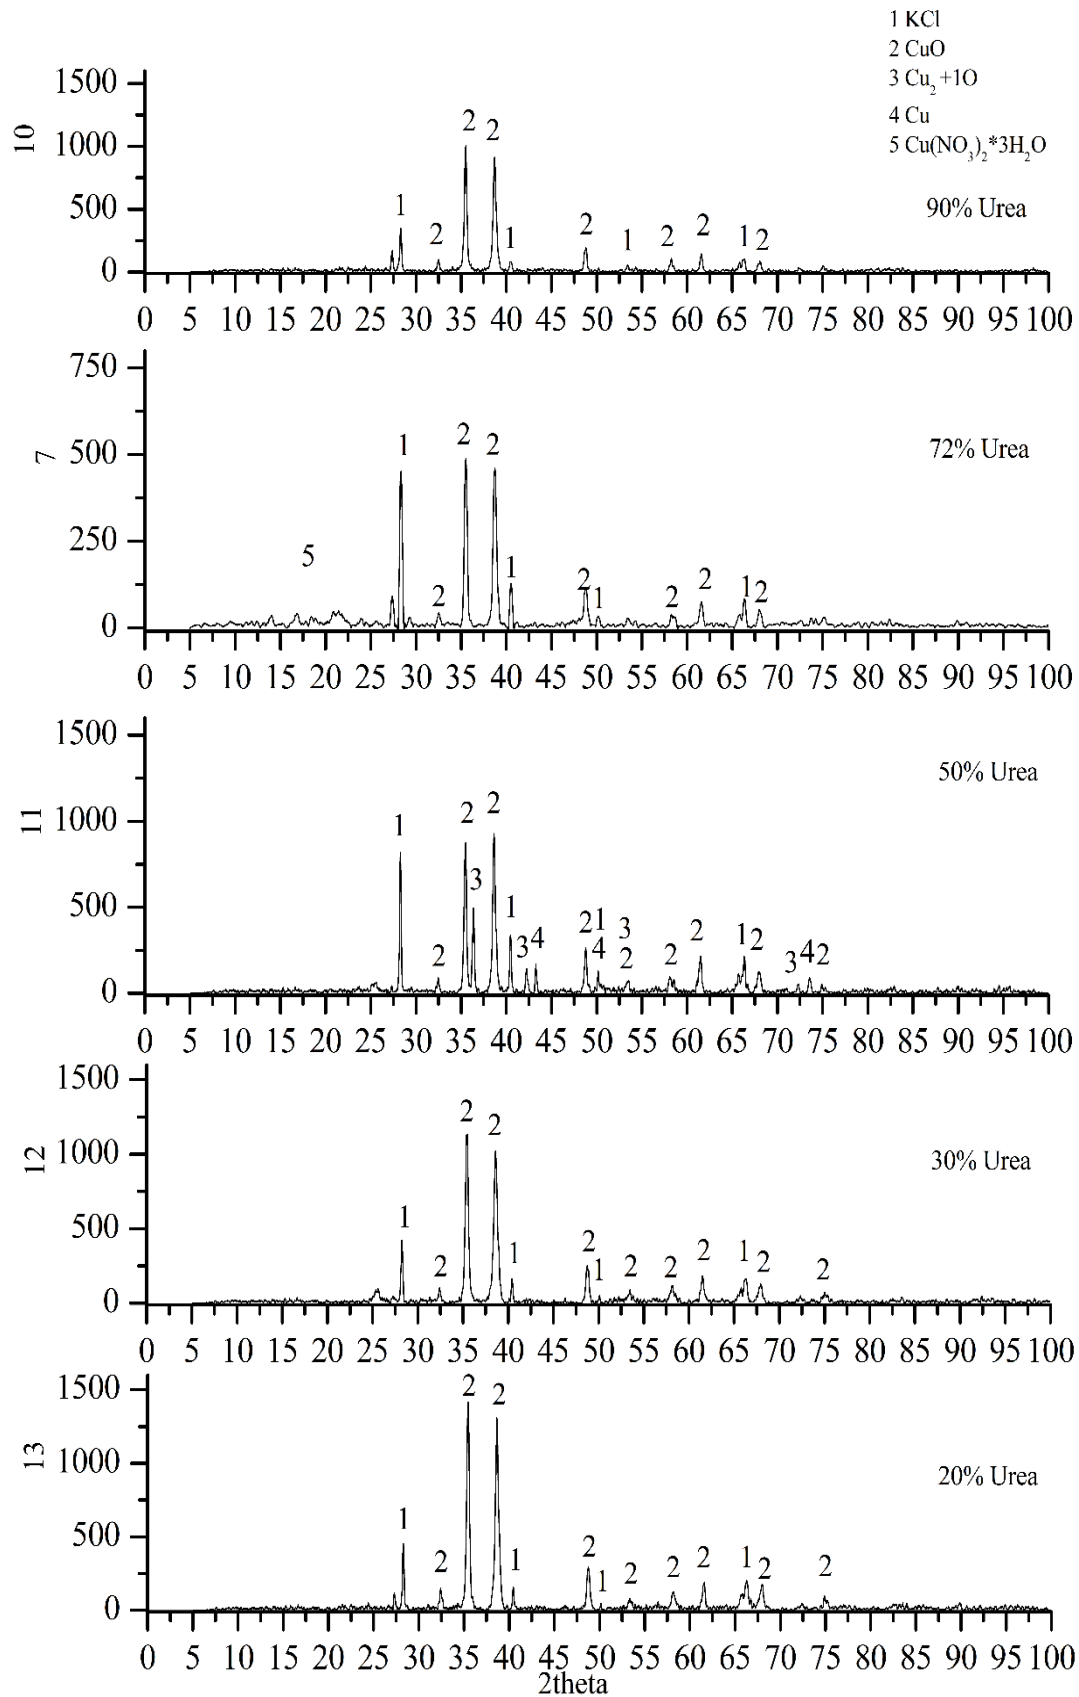 1 KCl
2 CuO
3 Cu₂ +1O
4 Cu
5 Cu(NO₃)₂*3H₂O
1500
1000
500
0
10
90% Urea
1 2 2 2 1 2 1 2 2 1 2
0 5 10 15 20 25 30 35 40 45 50 55 60 65 70 75 80 85 90 95 100
750
500
250
0
7
72% Urea
5 1 2 2 2 1 2 1 2 2 1 2
0 5 10 15 20 25 30 35 40 45 50 55 60 65 70 75 80 85 90 95 100
1500
1000
500
0
11
50% Urea
1 2 2 3 2 1 3 4 2 1 4 3 2 2 2 1 2 3 4 2
0 5 10 15 20 25 30 35 40 45 50 55 60 65 70 75 80 85 90 95 100
1500
1000
500
0
12
30% Urea
1 2 2 2 1 2 1 2 2 2 1 2 2
0 5 10 15 20 25 30 35 40 45 50 55 60 65 70 75 80 85 90 95 100
1500
1000
500
0
13
20% Urea
1 2 2 2 1 2 1 2 2 2 1 2 2
0 5 10 15 20 25 30 35 40 45 50 55 60 65 70 75 80 85 90 95 100
2theta